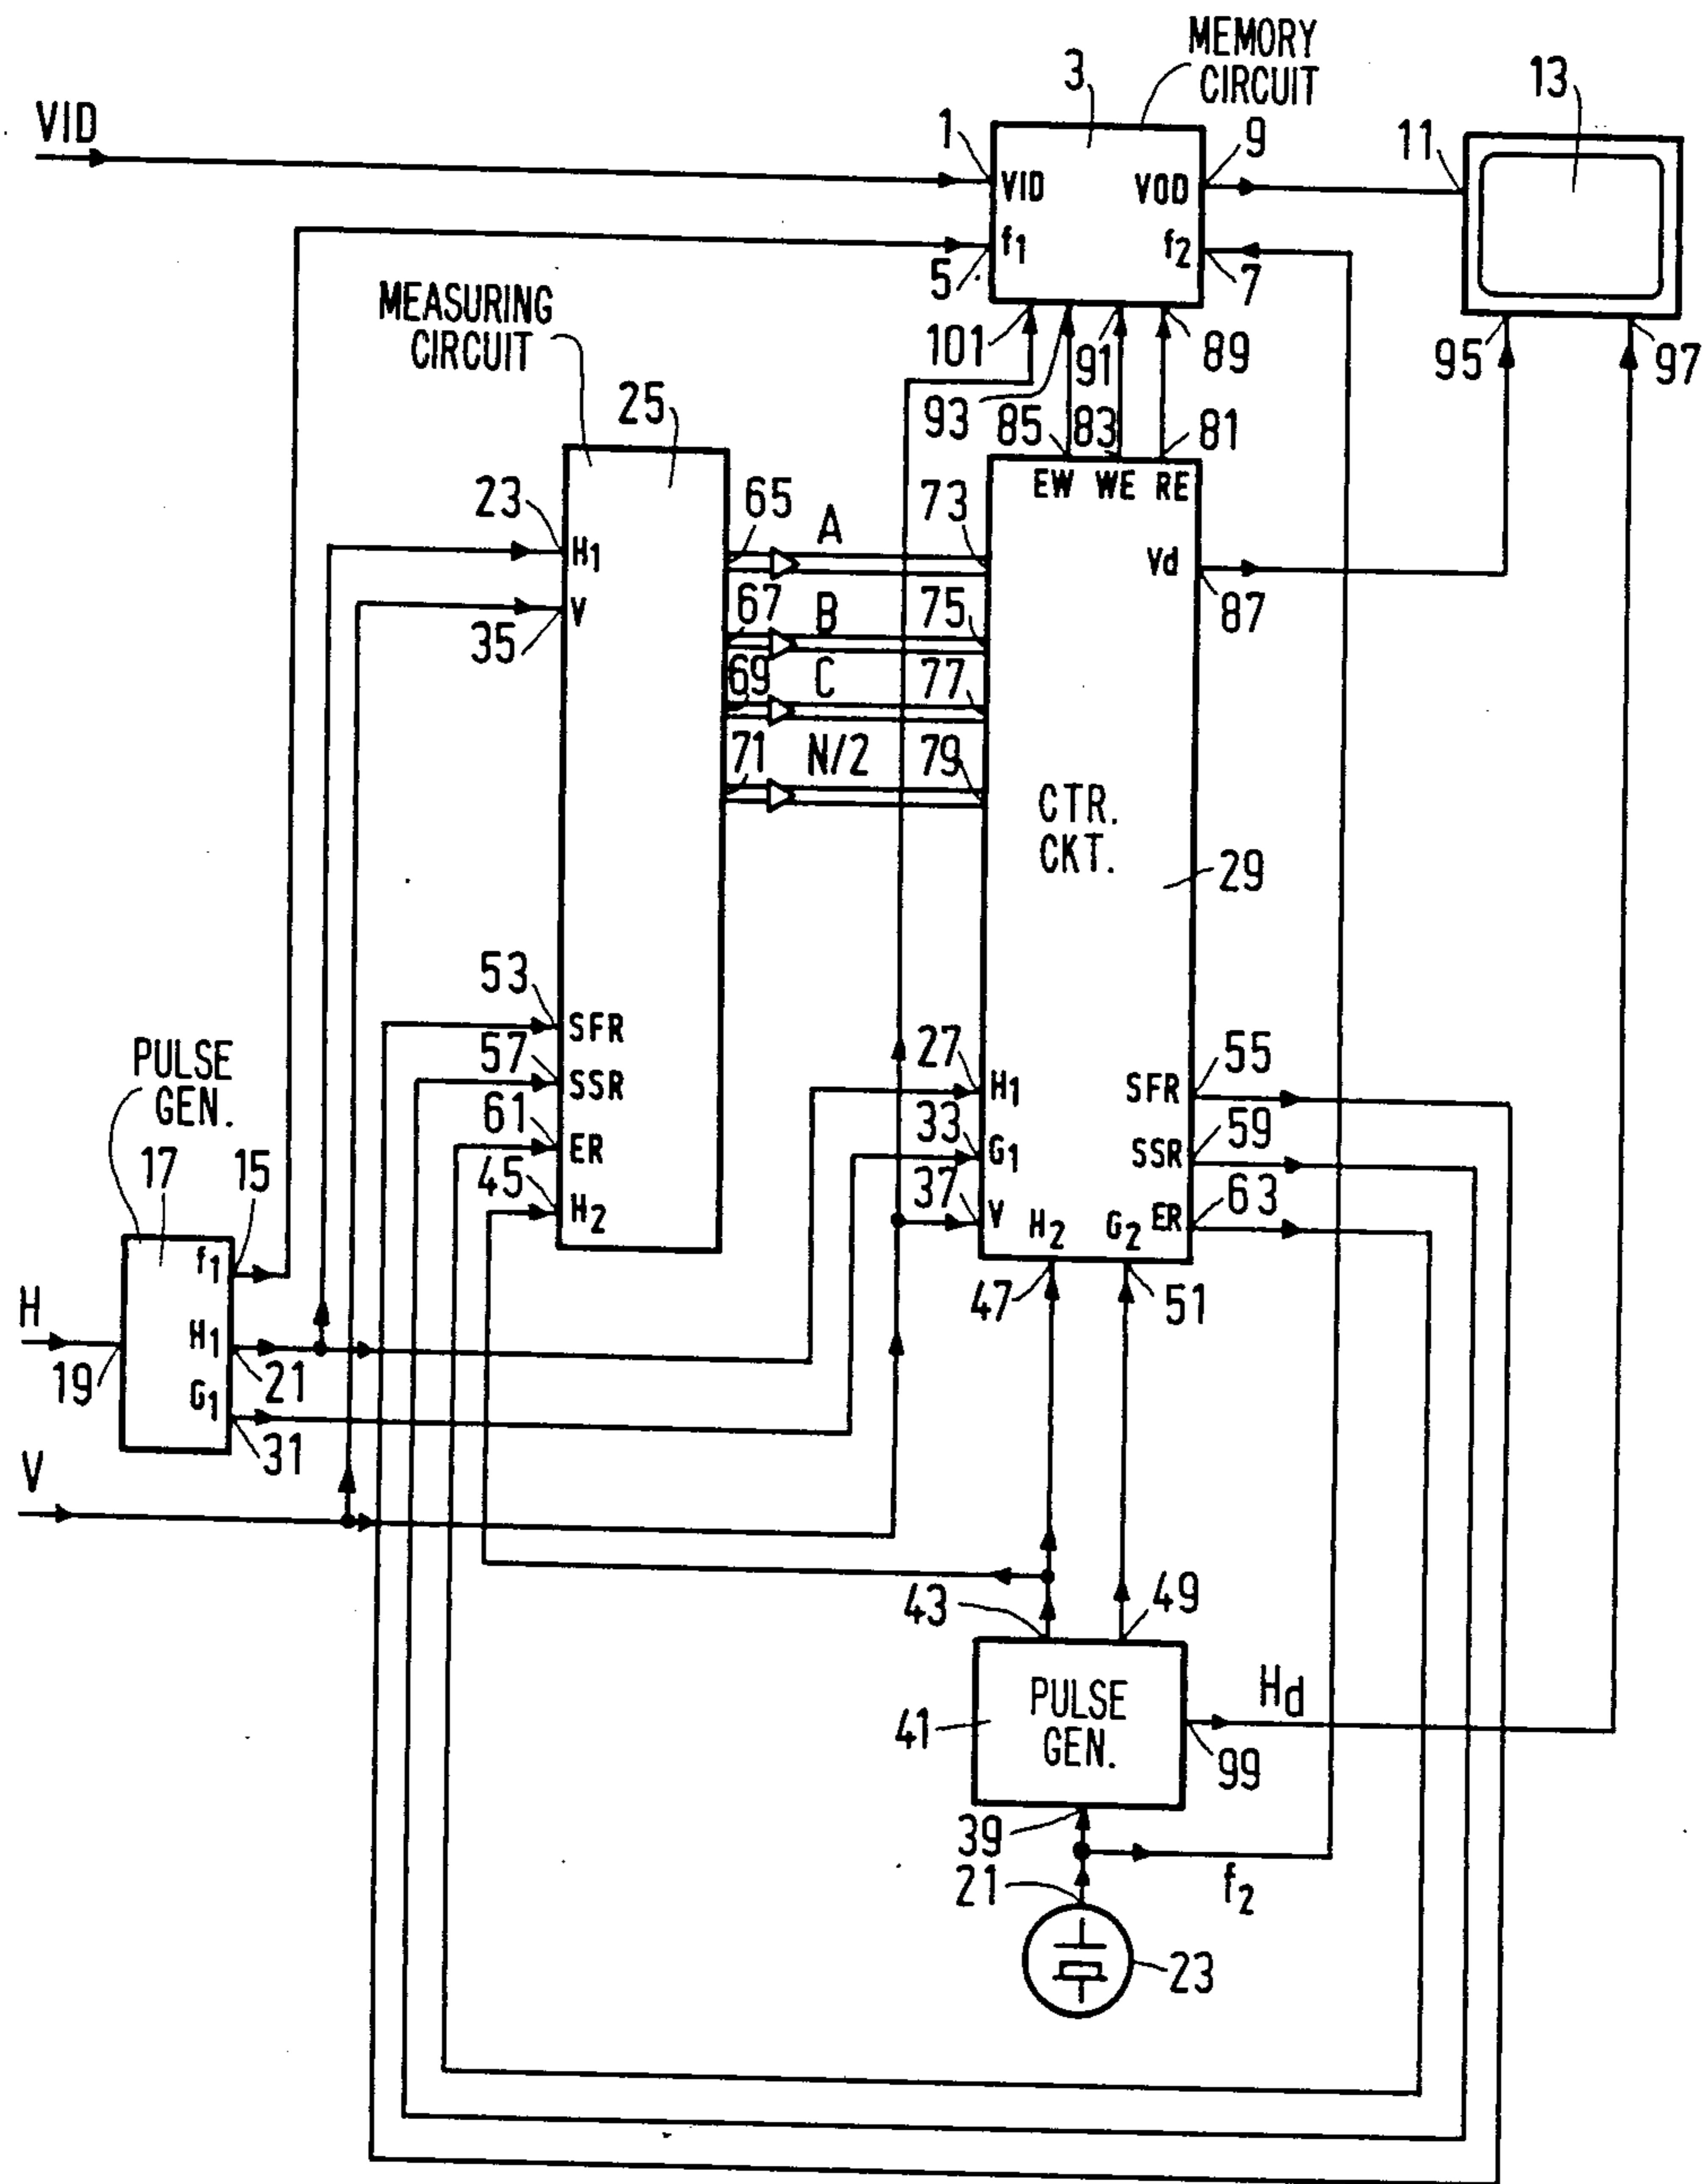 MEMORY
CIRCUIT
3
13
VID
1
9
11
VID
VOD
f1
f2
5
7
MEASURING
CIRCUIT
101
91
89
95
97
25
93
85
83
81
EW WE RE
23
65
A
73
H1
Vd
V
67
B
75
87
35
69
C
77
71
N/2
79
CTR.
CKT.
29
53
SFR
PULSE
GEN.
57
SSR
27
H1
SFR
55
61
ER
33
G1
SSR
59
17
15
45
H2
37
V
H2
G2
ER
63
f1
47
51
H
H1
19
21
G1
31
V
43
49
Hd
41
PULSE
GEN.
99
39
21
f2
23